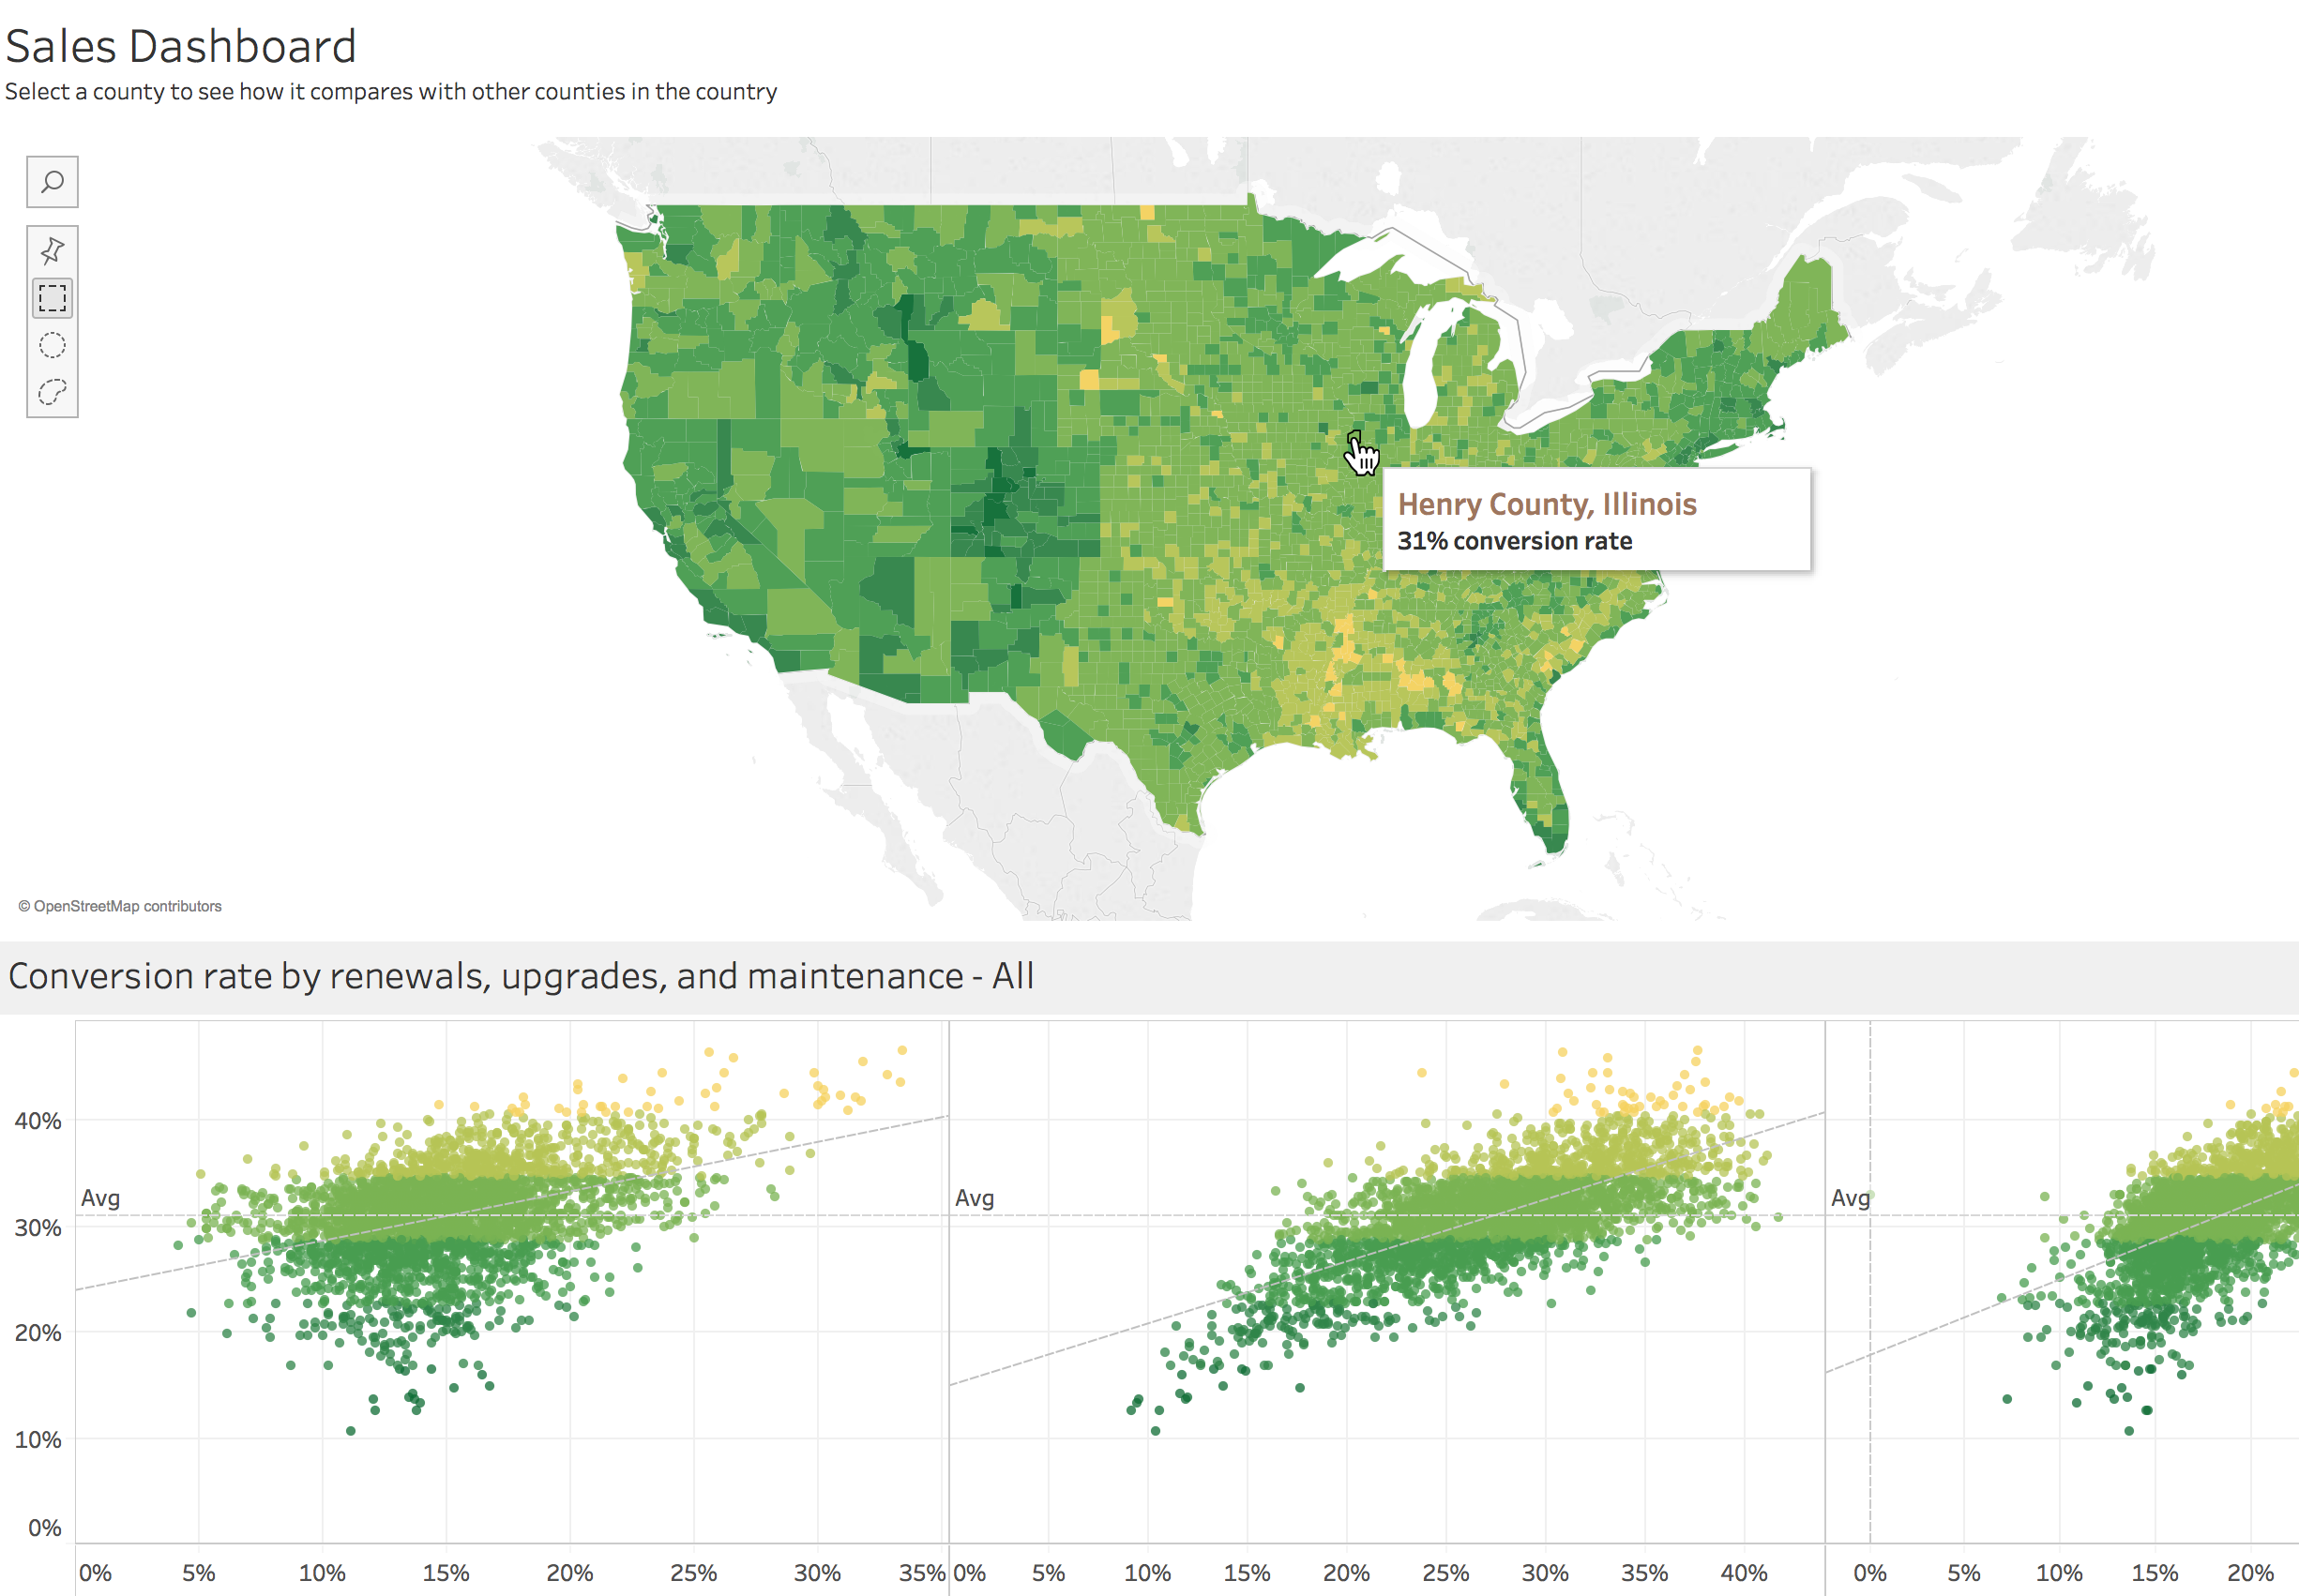 Sales Dashboard
Select a county to see how it compares with other counties in the country
Henry County, Illinois
31% conversion rate
© OpenStreetMap contributors
Conversion rate by renewals, upgrades, and maintenance - All
40%
Avg Avg Avg
30%
20%
10%
0%
0% 5% 10% 15% 20% 25% 30% 35% 0% 5% 10% 15% 20% 25% 30% 35% 40% 0% 5% 10% 15% 20%